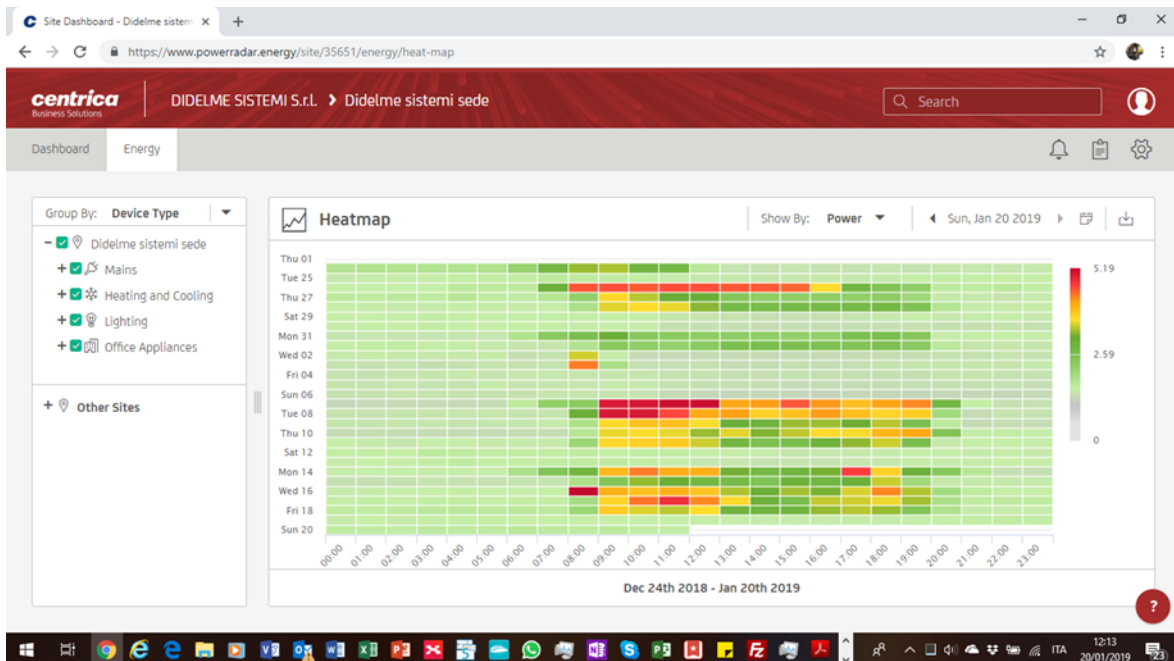 Site Dashboard - Didelme sistem
https://www.powerradar.energy/site/35651/energy/heat-map
centrica
Business Solutions
DIDELME SISTEMI S.r.l. > Didelme sistemi sede
Search
Dashboard
Energy
Group By: Device Type
Didelme sistemi sede
Mains
Heating and Cooling
Lighting
Office Appliances
Other Sites
Heatmap
Show By: Power
Sun, Jan 20 2019
Thu 01
Tue 25
Thu 27
Sat 29
Mon 31
Wed 02
Fri 04
Sun 06
Tue 08
Thu 10
Sat 12
Mon 14
Wed 16
Fri 18
Sun 20
5.19
2.59
0
00:00 01:00 02:00 03:00 04:00 05:00 06:00 07:00 08:00 09:00 10:00 11:00 12:00 13:00 14:00 15:00 16:00 17:00 18:00 19:00 20:00 21:00 22:00 23:00
Dec 24th 2018 - Jan 20th 2019
?
ITA
12:13
20/01/2019
23